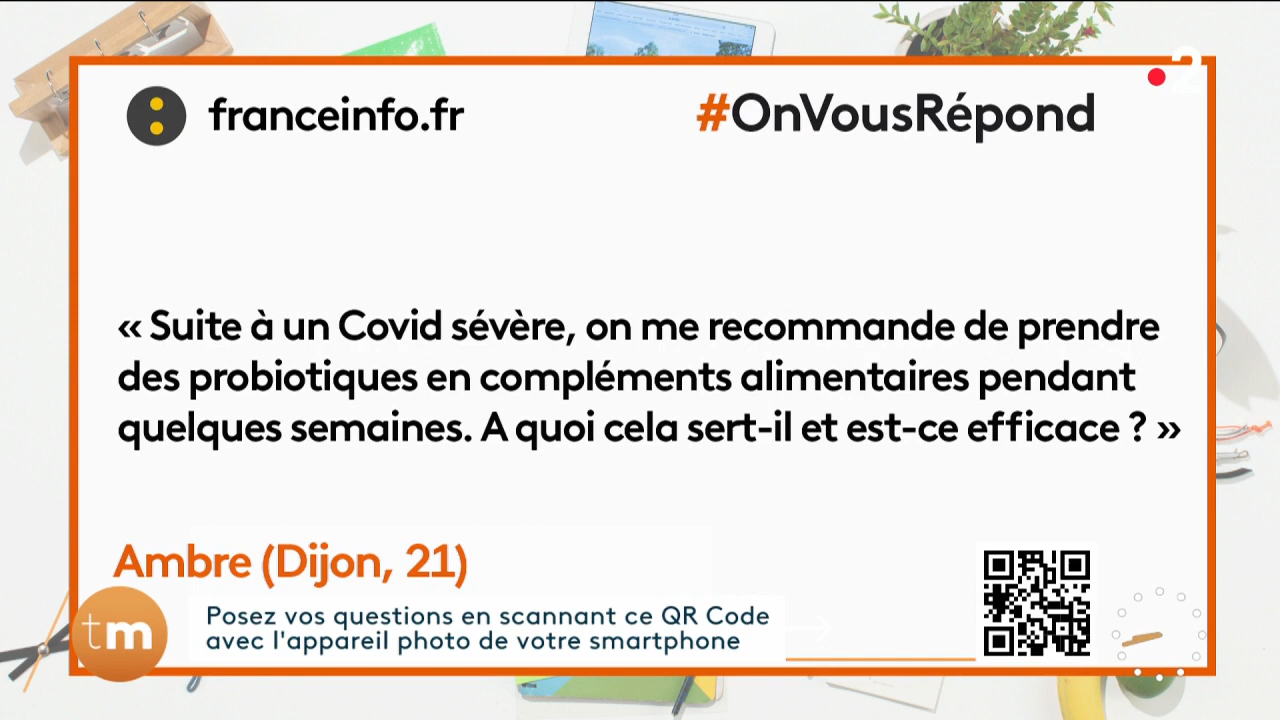 franceinfo.fr
#OnVousRépond
2
« Suite à un Covid sévère, on me recommande de prendre
des probiotiques en compléments alimentaires pendant
quelques semaines. A quoi cela sert-il et est-ce efficace ? »
Ambre (Dijon, 21)
tm
Posez vos questions en scannant ce QR Code
avec l'appareil photo de votre smartphone